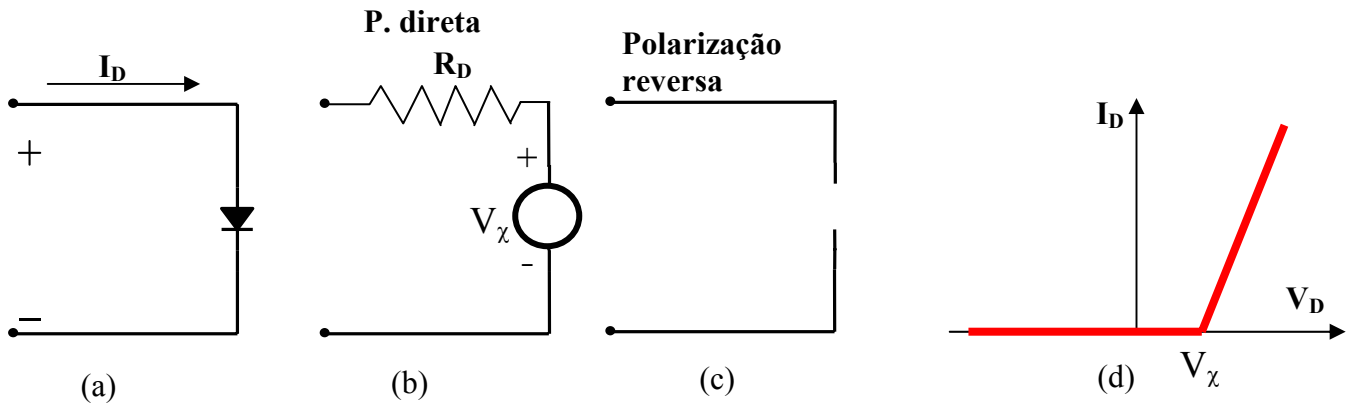 I_D
+
−
(a)
P. direta
R_D
+
V_χ
-
(b)
Polarização
reversa
(c)
I_D
V_D
V_χ
(d)